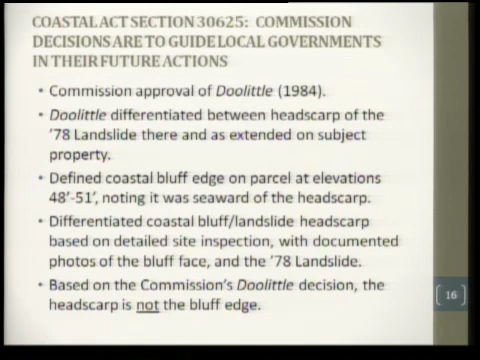 COASTAL ACT SECTION 30625:  COMMISSION
DECISIONS ARE TO GUIDE LOCAL GOVERNMENTS
IN THEIR FUTURE ACTIONS
• Commission approval of Doolittle (1984).
• Doolittle differentiated between headscarp of the
'78 Landslide there and as extended on subject
property.
• Defined coastal bluff edge on parcel at elevations
48'-51', noting it was seaward of the headscarp.
• Differentiated coastal bluff/landslide headscarp
based on detailed site inspection, with documented
photos of the bluff face, and the '78 Landslide.
• Based on the Commission's Doolittle decision, the
headscarp is not the bluff edge.
16